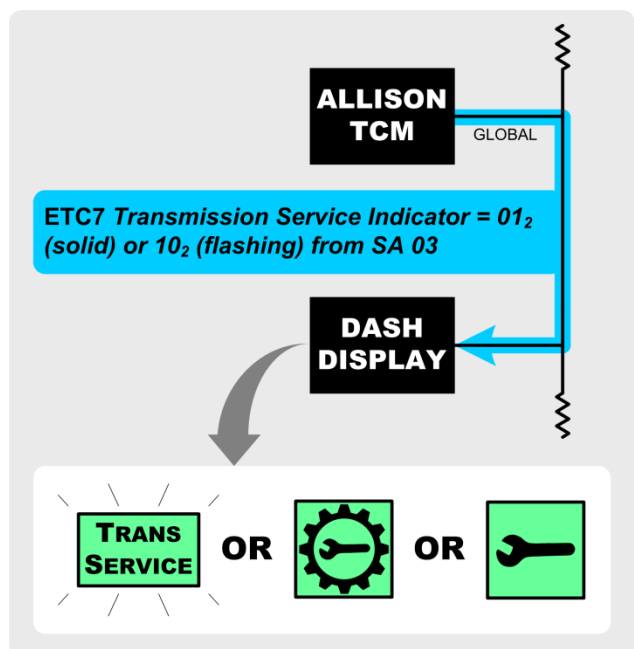 ALLISON
TCM
GLOBAL
ETC7 Transmission Service Indicator = 01₂
(solid) or 10₂ (flashing) from SA 03
DASH
DISPLAY
TRANS
SERVICE
OR
OR